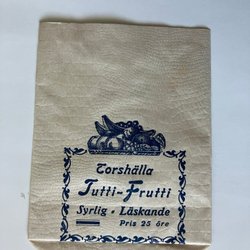 Torshälla
Tutti-Frutti
Syrlig · Läskande
Pris 25 öre